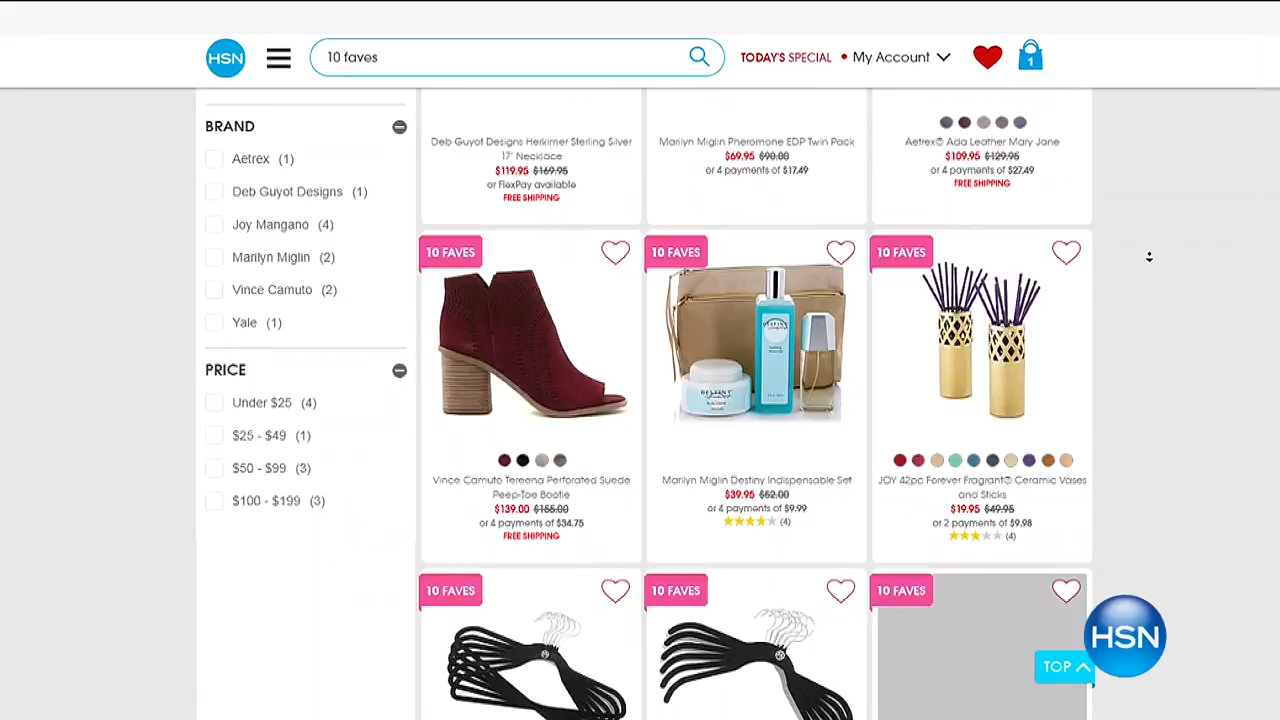 HSN
10 faves
TODAY'S SPECIAL
My Account
1
BRAND
Aetrex (1)
Deb Guyot Designs (1)
Joy Mangano (4)
Marilyn Miglin (2)
Vince Camuto (2)
Yale (1)
PRICE
Under $25 (4)
$25 - $49 (1)
$50 - $99 (3)
$100 - $199 (3)
Deb Guyot Designs Herkimer Sterling Silver
17" Necklace
$119.95 $169.95
or FlexPay available
FREE SHIPPING
Marilyn Miglin Pheromone EDP Twin Pack
$69.95 $90.00
or 4 payments of $17.49
Aetrex® Ada Leather Mary Jane
$109.95 $129.95
or 4 payments of $27.49
FREE SHIPPING
10 FAVES
Vince Camuto Tereena Perforated Suede
Peep-Toe Bootie
$139.00 $155.00
or 4 payments of $34.75
FREE SHIPPING
10 FAVES
DESTINY
DESTINY
Marilyn Miglin Destiny Indispensable Set
$39.95 $52.00
or 4 payments of $9.99
(4)
10 FAVES
JOY 42pc Forever Fragrant® Ceramic Vases
and Sticks
$19.95 $49.95
or 2 payments of $9.98
(4)
10 FAVES
10 FAVES
10 FAVES
HSN
TOP